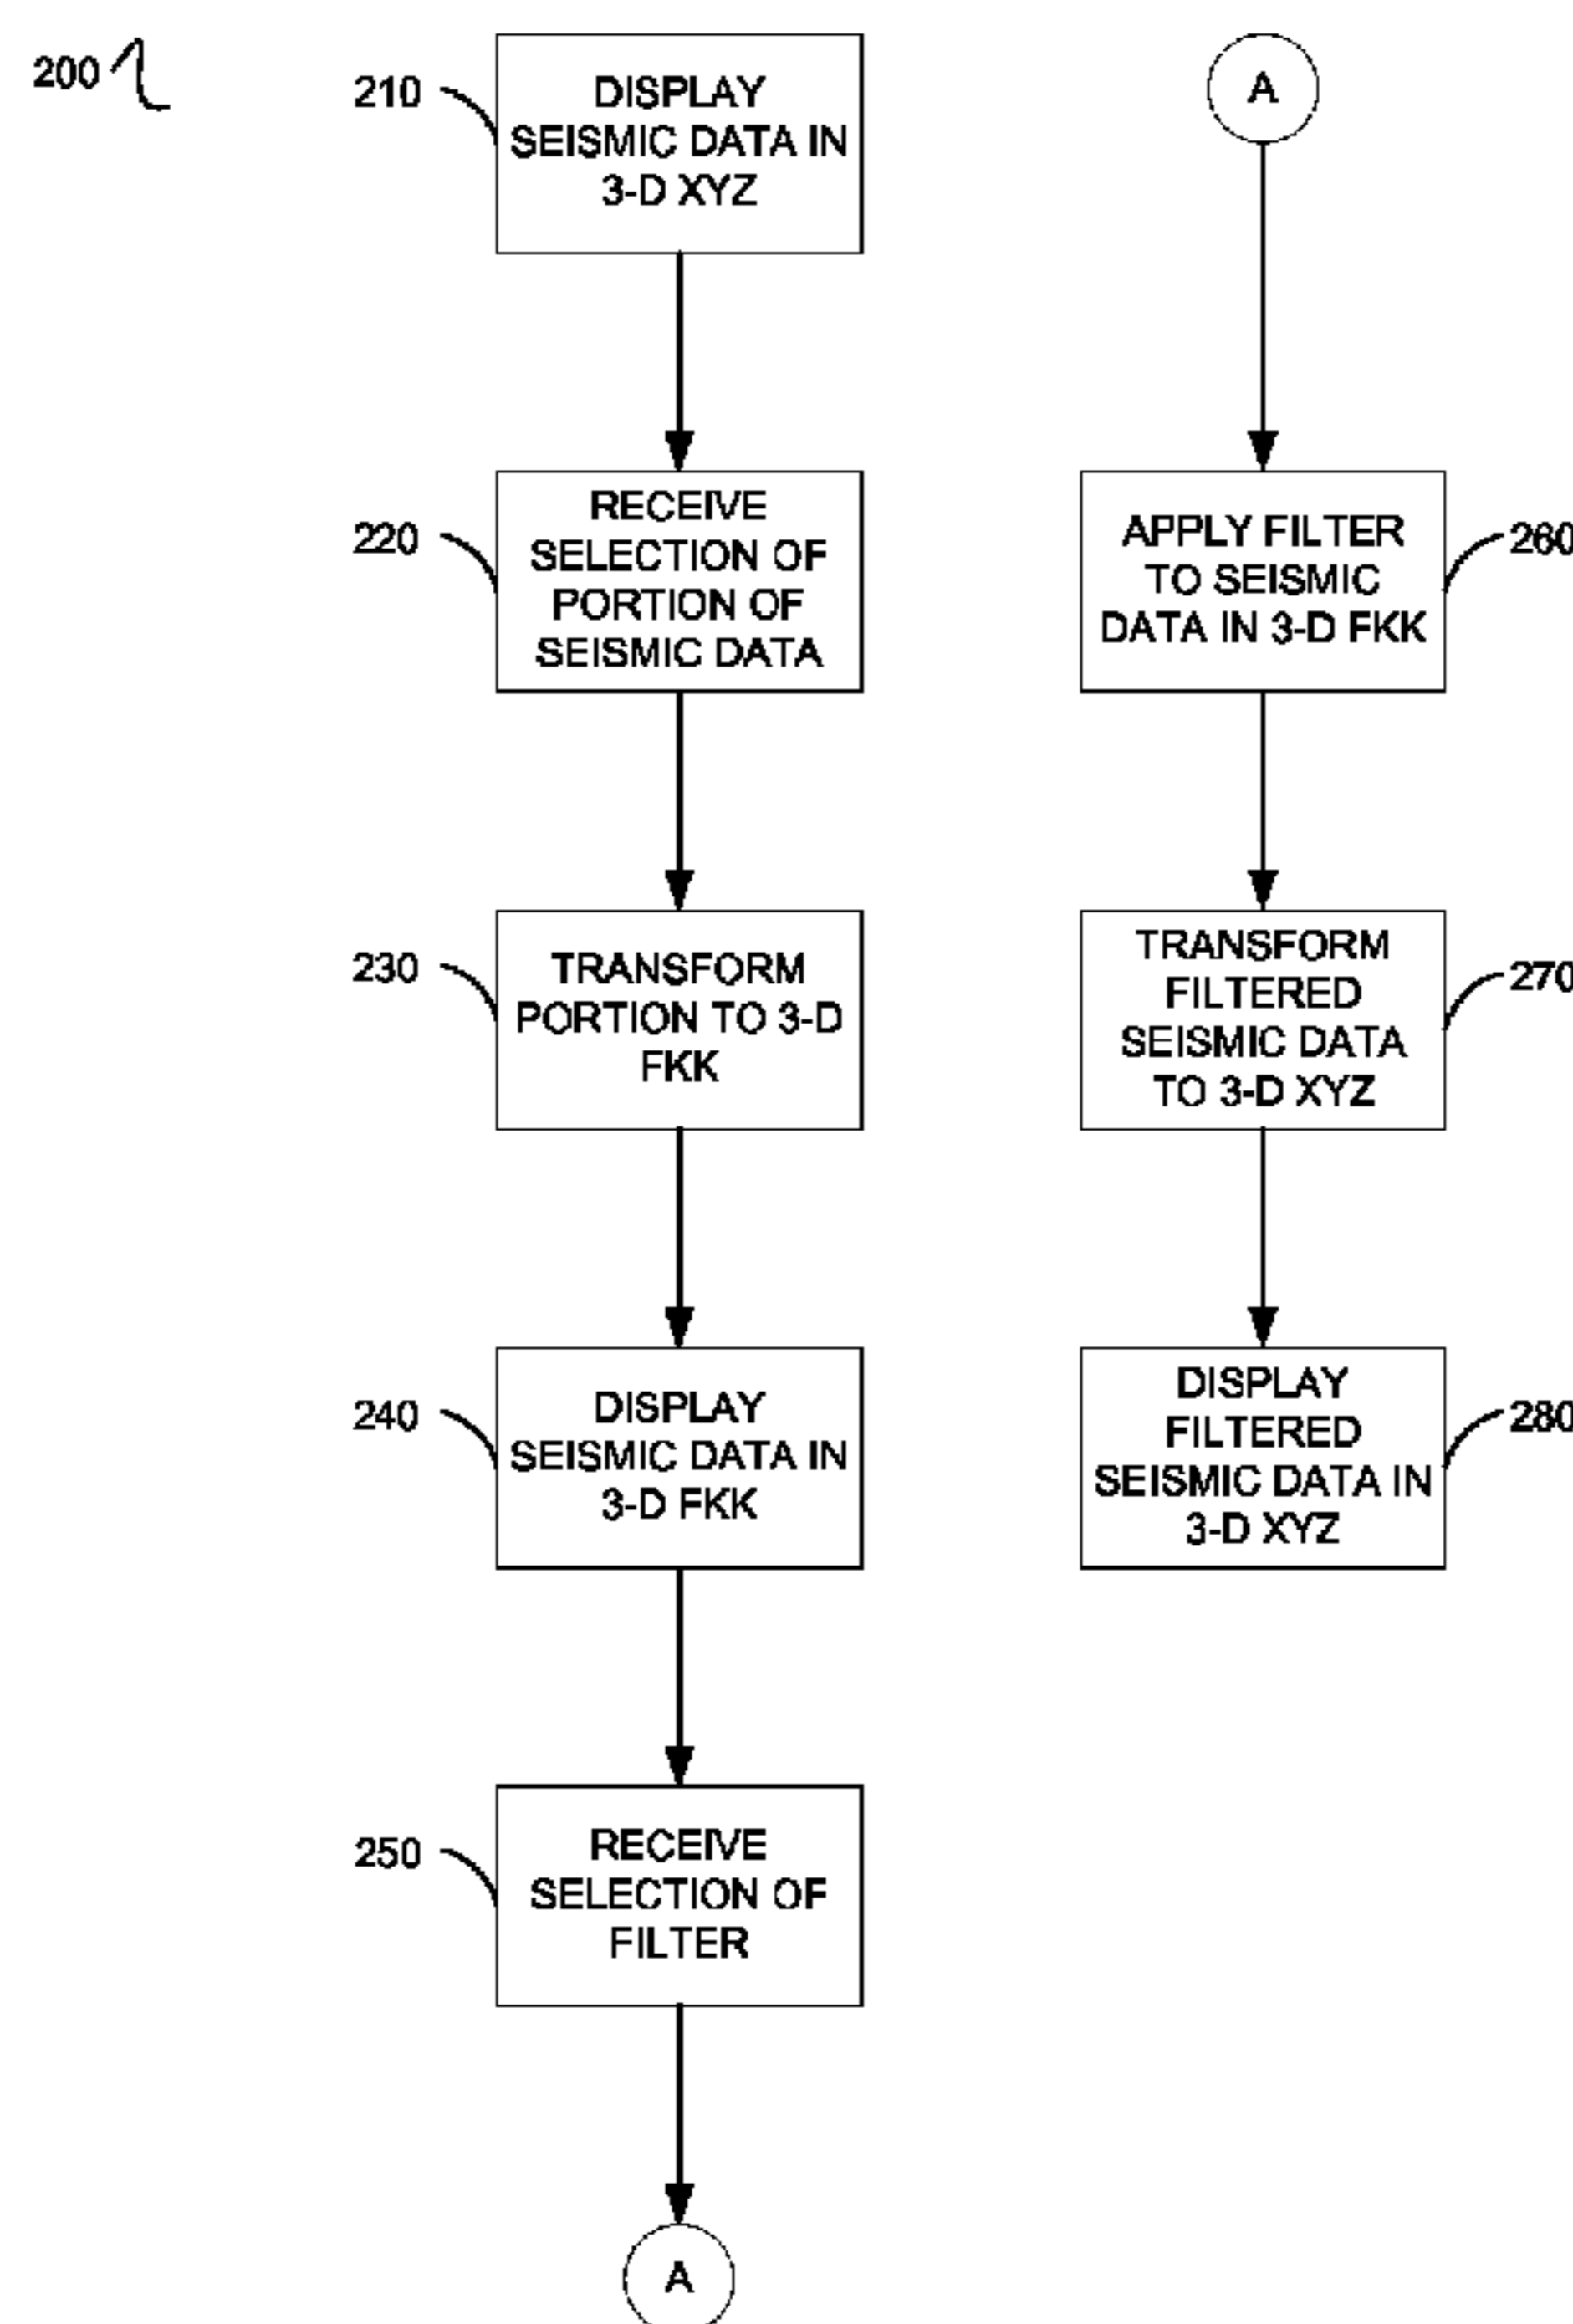 200
210
DISPLAY
SEISMIC DATA IN
3-D XYZ
220
RECEIVE
SELECTION OF
PORTION OF
SEISMIC DATA
230
TRANSFORM
PORTION TO 3-D
FKK
240
DISPLAY
SEISMIC DATA IN
3-D FKK
250
RECEIVE
SELECTION OF
FILTER
A
A
APPLY FILTER
TO SEISMIC
DATA IN 3-D FKK
260
TRANSFORM
FILTERED
SEISMIC DATA
TO 3-D XYZ
270
DISPLAY
FILTERED
SEISMIC DATA IN
3-D XYZ
280